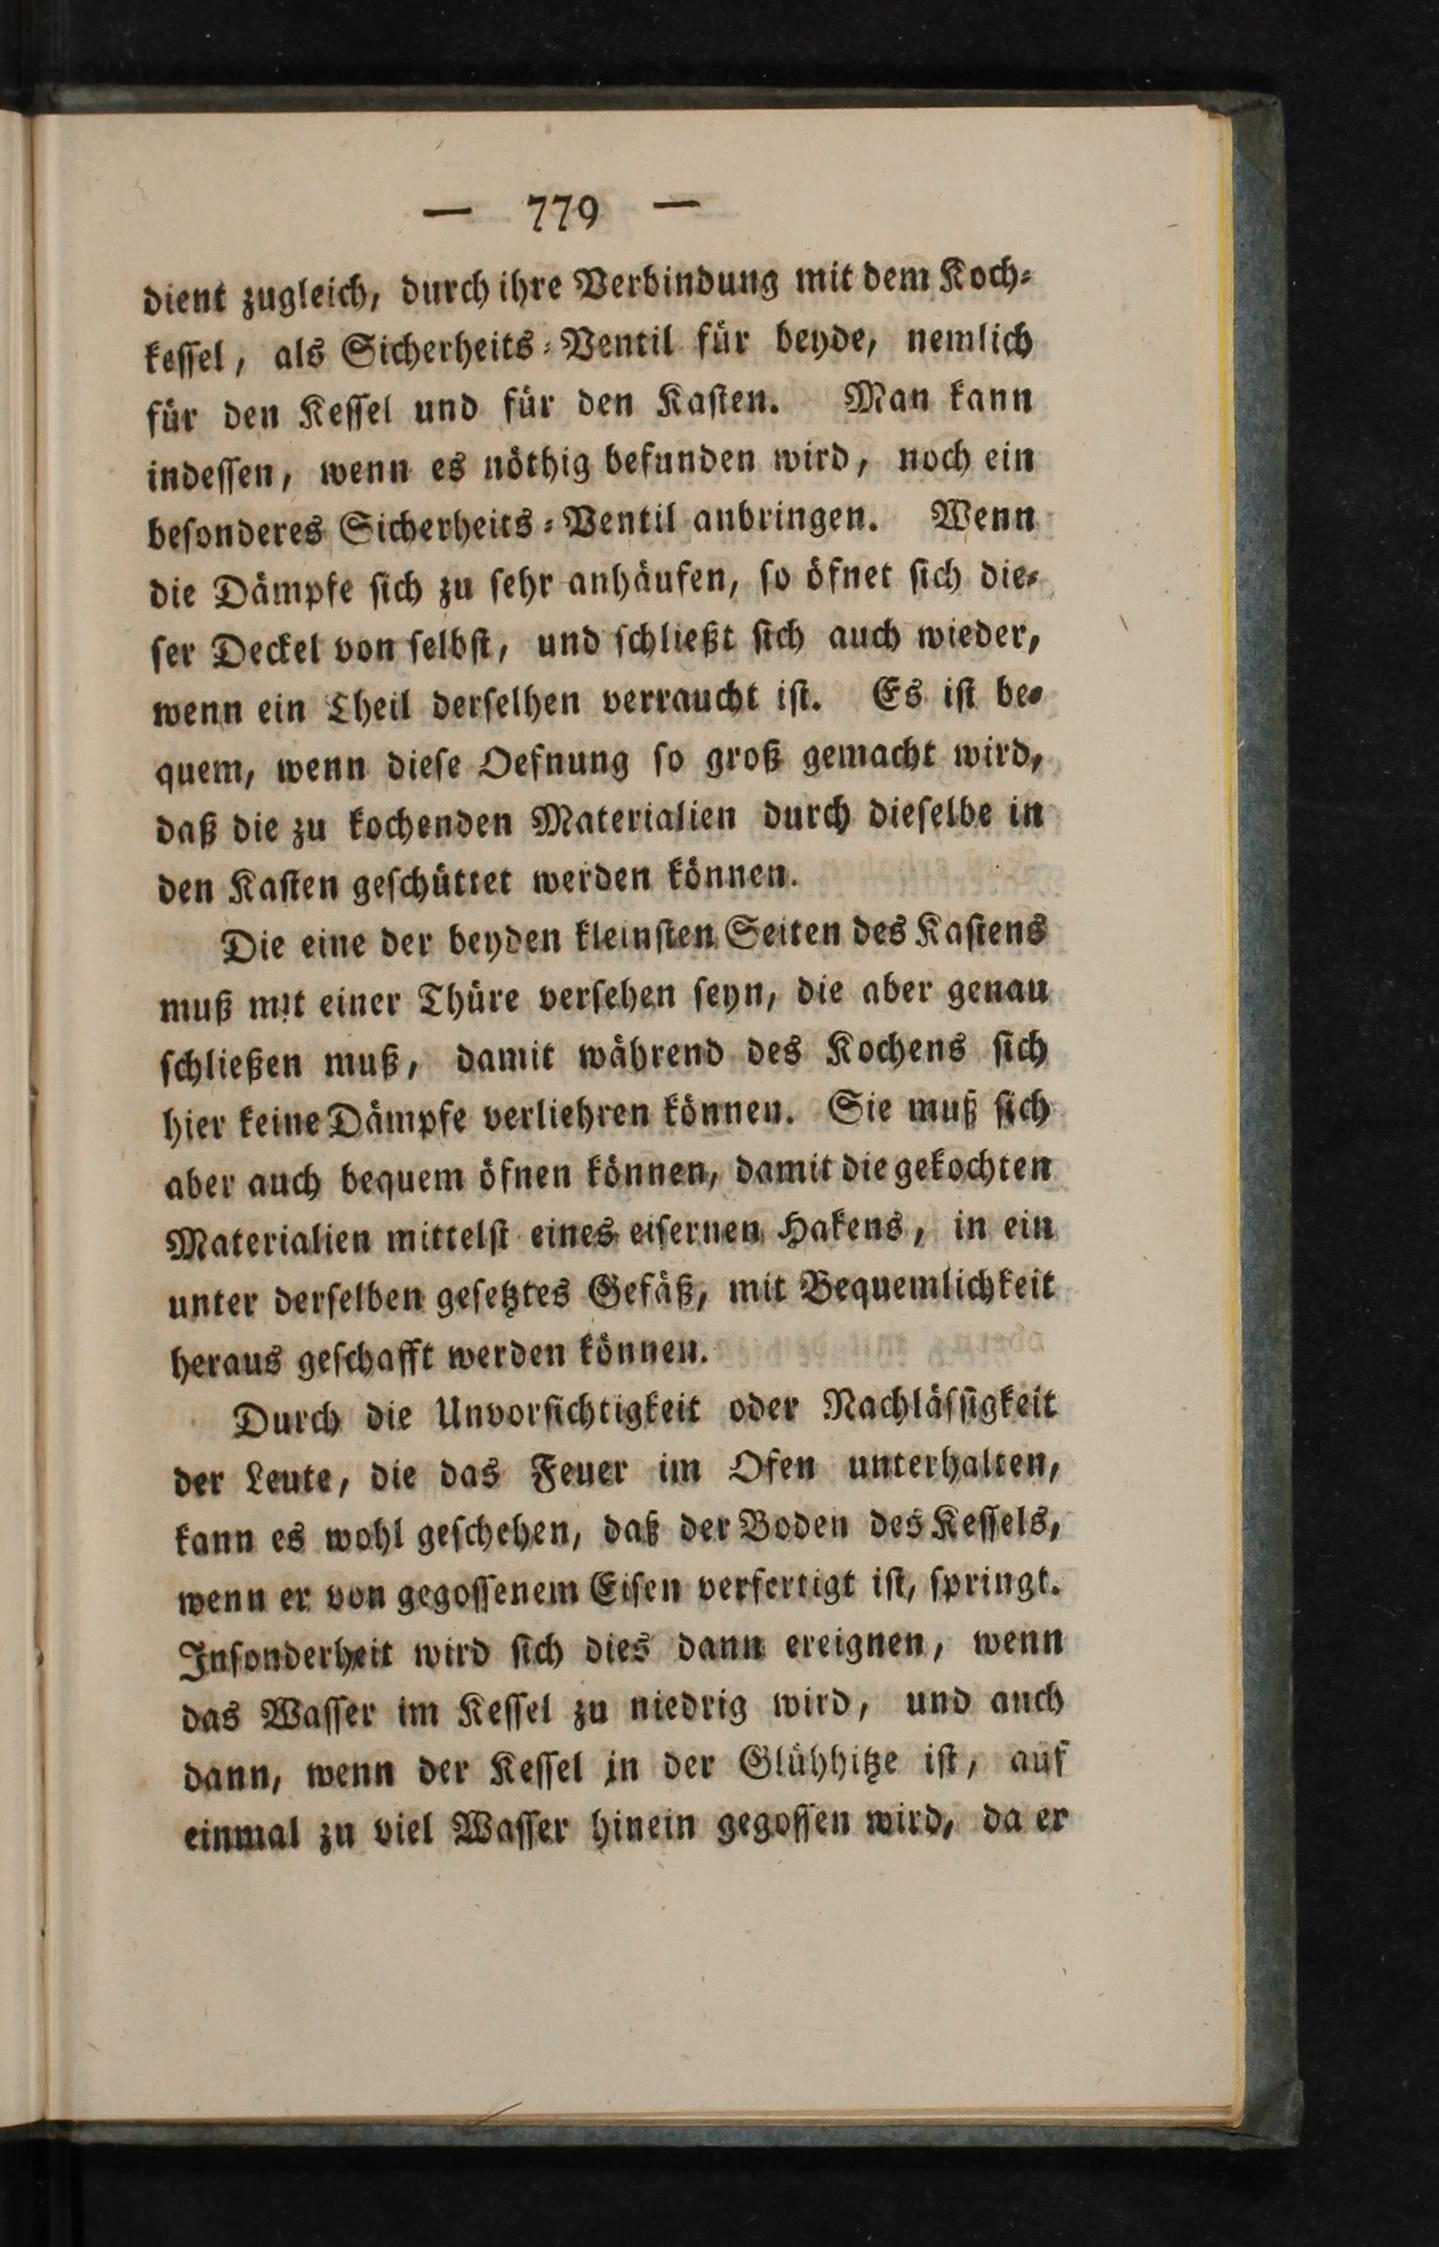 — 779 —
dient zugleich, durch ihre Verbindung mit dem Koch⸗
keſſel, als Sicherheits⸗Ventil für beyde, nemlich
für den Keſſel und für den Kaſten. Man kann
indeſſen, wenn es nöthig befunden wird, noch ein
beſonderes Sicherheits⸗Ventil anbringen. Wenn
die Dämpfe ſich zu ſehr anhäufen, ſo öfnet ſich die⸗
ſer Deckel von ſelbſt, und ſchließt ſich auch wieder,
wenn ein Theil derſelben verraucht iſt. Es iſt be⸗
quem, wenn dieſe Oefnung ſo groß gemacht wird,
daß die zu kochenden Materialien durch dieſelbe in
den Kaſten geſchüttet werden können.
Die eine der beyden kleinſten Seiten des Kaſtens
muß mit einer Thüre verſehen ſeyn, die aber genau
ſchließen muß, damit während des Kochens ſich
hier keine Dämpfe verliehren können. Sie muß ſich
aber auch bequem öfnen können, damit die gekochten
Materialien mittelſt eines eiſernen Hakens, in ein
unter derſelben geſetztes Gefäß, mit Bequemlichkeit
heraus geſchafft werden können.
Durch die Unvorſichtigkeit oder Nachläſſigkeit
der Leute, die das Feuer im Ofen unterhalten,
kann es wohl geſchehen, daß der Boden des Keſſels,
wenn er von gegoſſenem Eiſen verfertigt iſt, ſpringt.
Inſonderheit wird ſich dies dann ereignen, wenn
das Waſſer im Keſſel zu niedrig wird, und auch
dann, wenn der Keſſel in der Glühhitze iſt, auf
einmal zu viel Waſſer hinein gegoſſen wird, da er